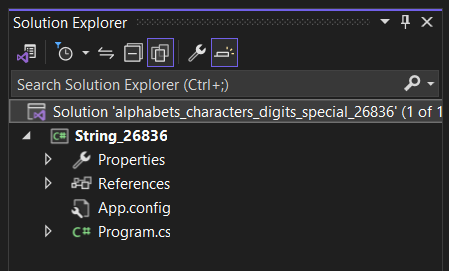 Solution Explorer
Search Solution Explorer (Ctrl+;)
Solution 'alphabets_characters_digits_special_26836' (1 of 1
C# String_26836
Properties
References
App.config
C# Program.cs